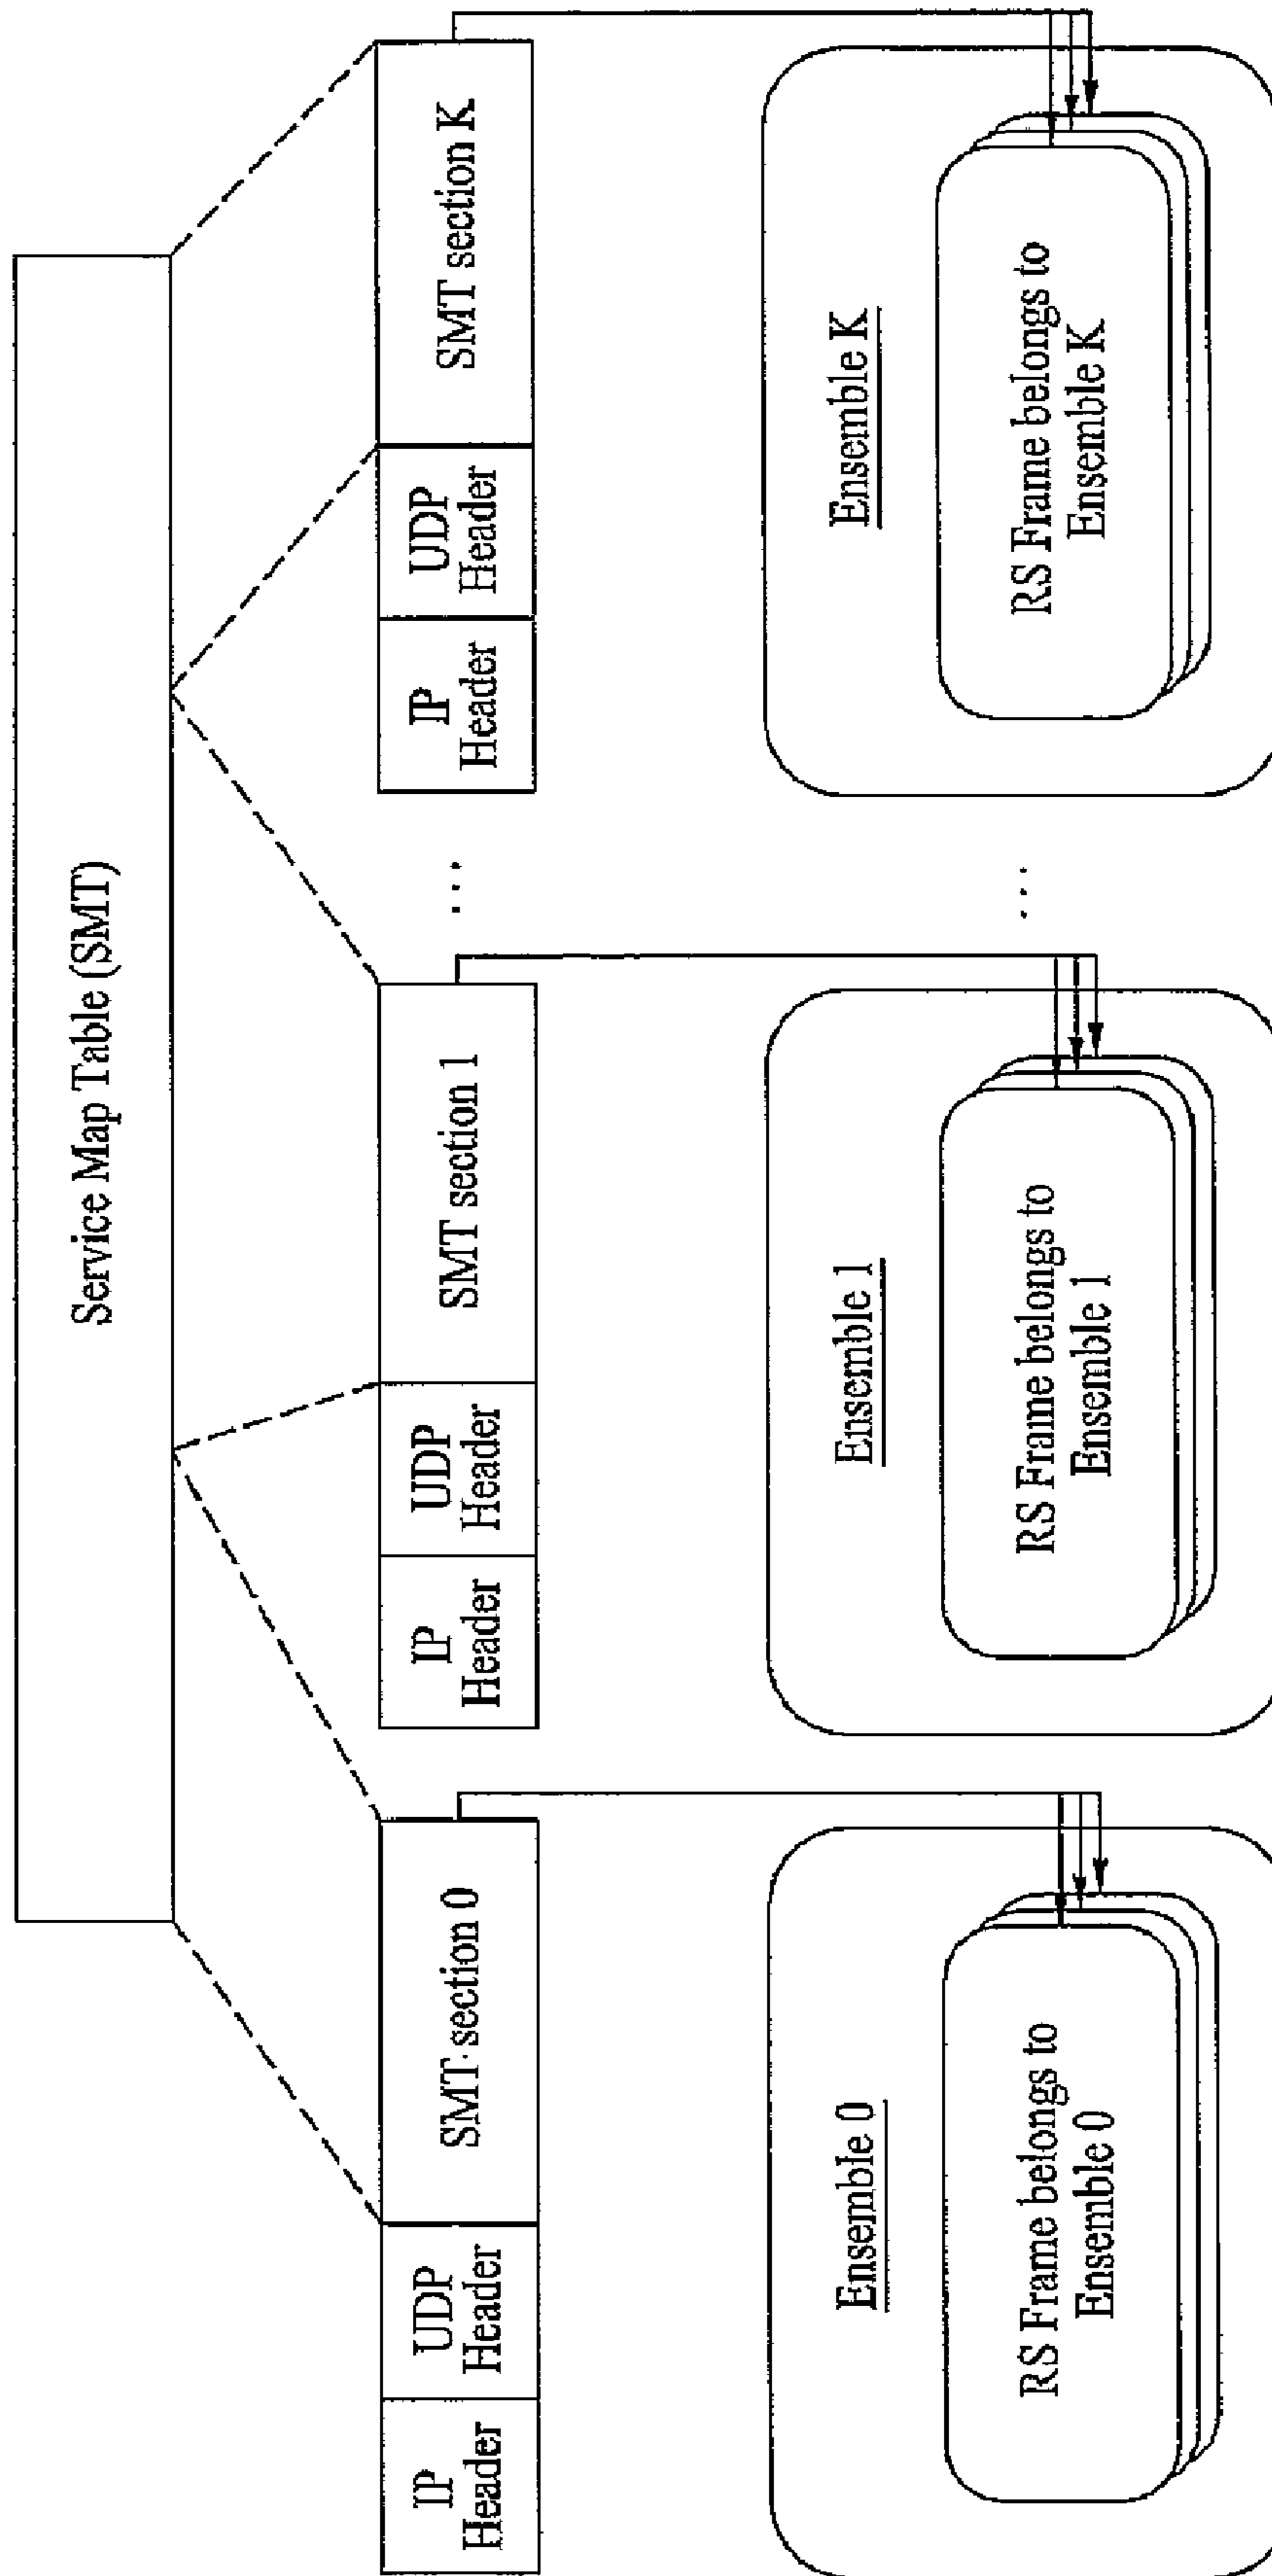 Service Map Table (SMT)
IP
Header
UDP
Header
SMT section 0
IP
Header
UDP
Header
SMT section 1
...
IP
Header
UDP
Header
SMT section K
Ensemble 0
RS Frame belongs to
Ensemble 0
Ensemble 1
RS Frame belongs to
Ensemble 1
...
Ensemble K
RS Frame belongs to
Ensemble K